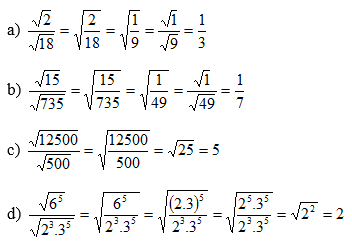 a) √2/√18 = √(2/18) = √(1/9) = √1/√9 = 1/3
b) √15/√735 = √(15/735) = √(1/49) = √1/√49 = 1/7
c) √12500/√500 = √(12500/500) = √25 = 5
d) √6⁵/√2³.3⁵ = √(6⁵/2³.3⁵) = √((2.3)⁵/2³.3⁵) = √(2⁵.3⁵/2³.3⁵) = √2² = 2